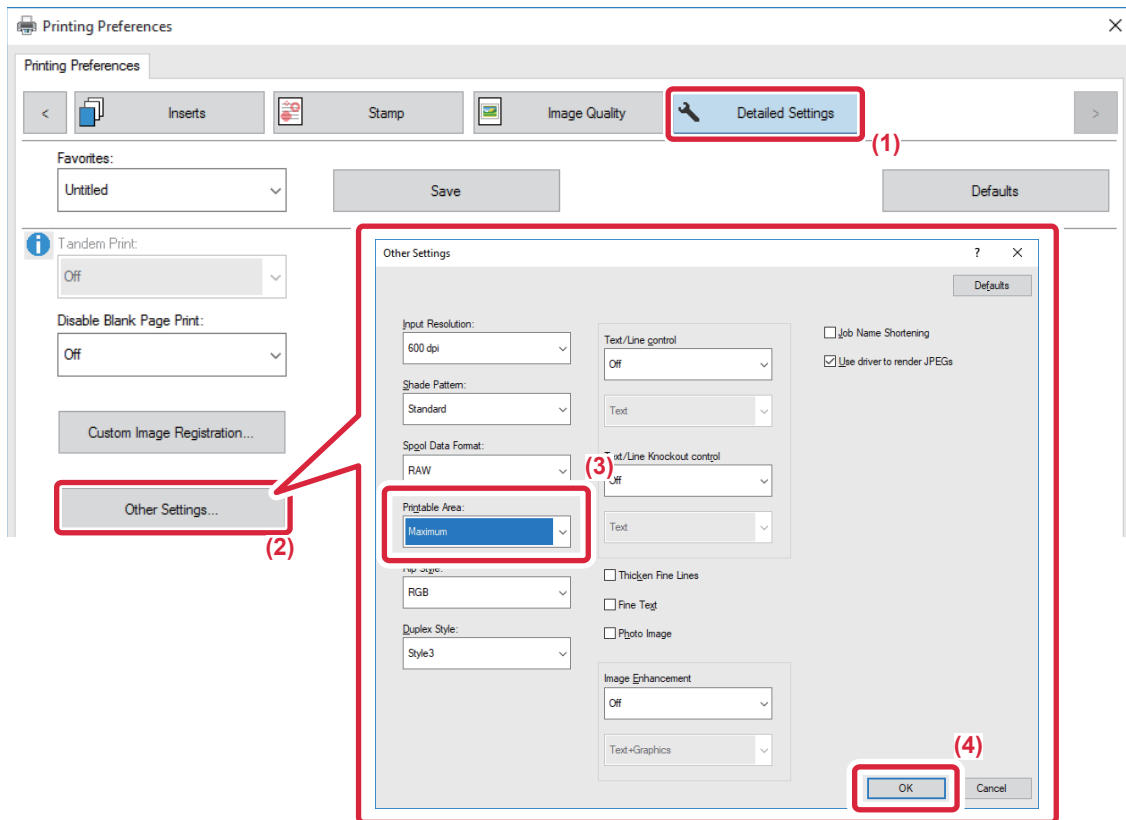 Printing Preferences
Printing Preferences
<
Inserts
Stamp
Image Quality
Detailed Settings
>
(1)
Favorites:
Untitled
Save
Defaults
Tandem Print:
Off
Disable Blank Page Print:
Off
Custom Image Registration...
Other Settings...
(2)
Other Settings
?
Defaults
Input Resolution:
600 dpi
Shade Pattern:
Standard
Spool Data Format:
RAW
(3)
Printable Area:
Maximum
Rip Style:
RGB
Duplex Style:
Style3
Text/Line control
Off
Text
Text/Line Knockout control
Off
Text
Thicken Fine Lines
Fine Text
Photo Image
Image Enhancement
Off
Text+Graphics
Job Name Shortening
Use driver to render JPEGs
(4)
OK
Cancel